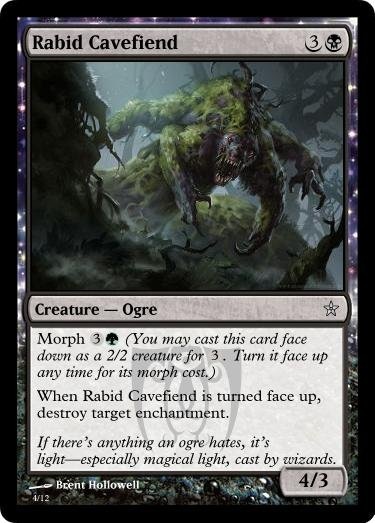 Rabid Cavefiend 3
Creature — Ogre
Morph 3 (You may cast this card face
down as a 2/2 creature for 3 . Turn it face up
any time for its morph cost.)
When Rabid Cavefiend is turned face up,
destroy target enchantment.
If there's anything an ogre hates, it's
light—especially magical light, cast by wizards.
4/3
Brent Hollowell
4/12